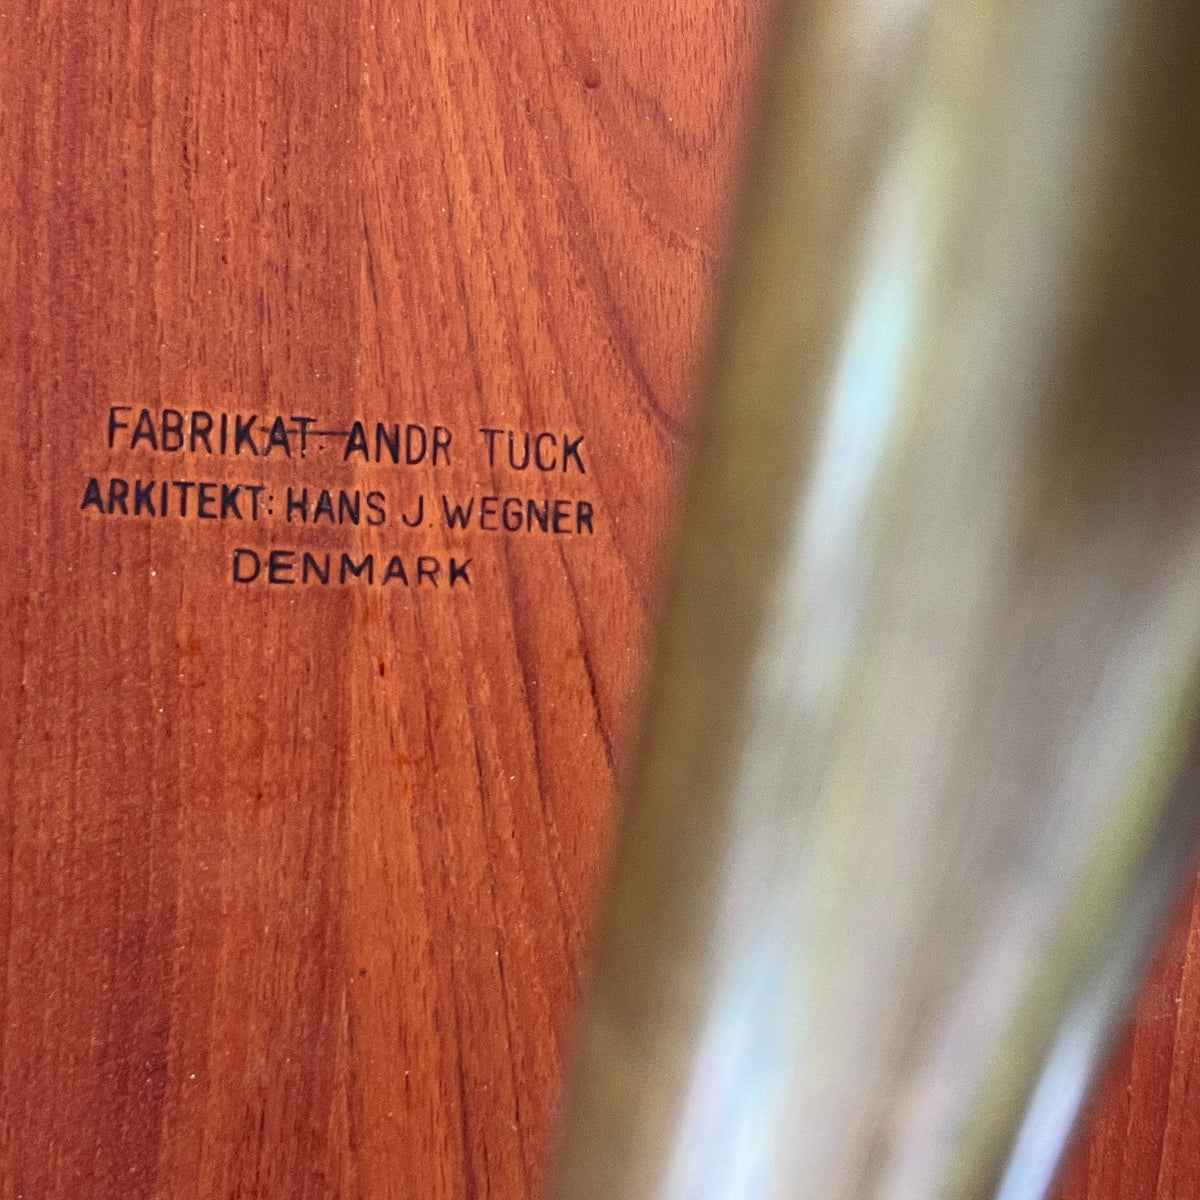 FABRIKAT: ANDR TUCK
ARKITEKT: HANS J. WEGNER
DENMARK